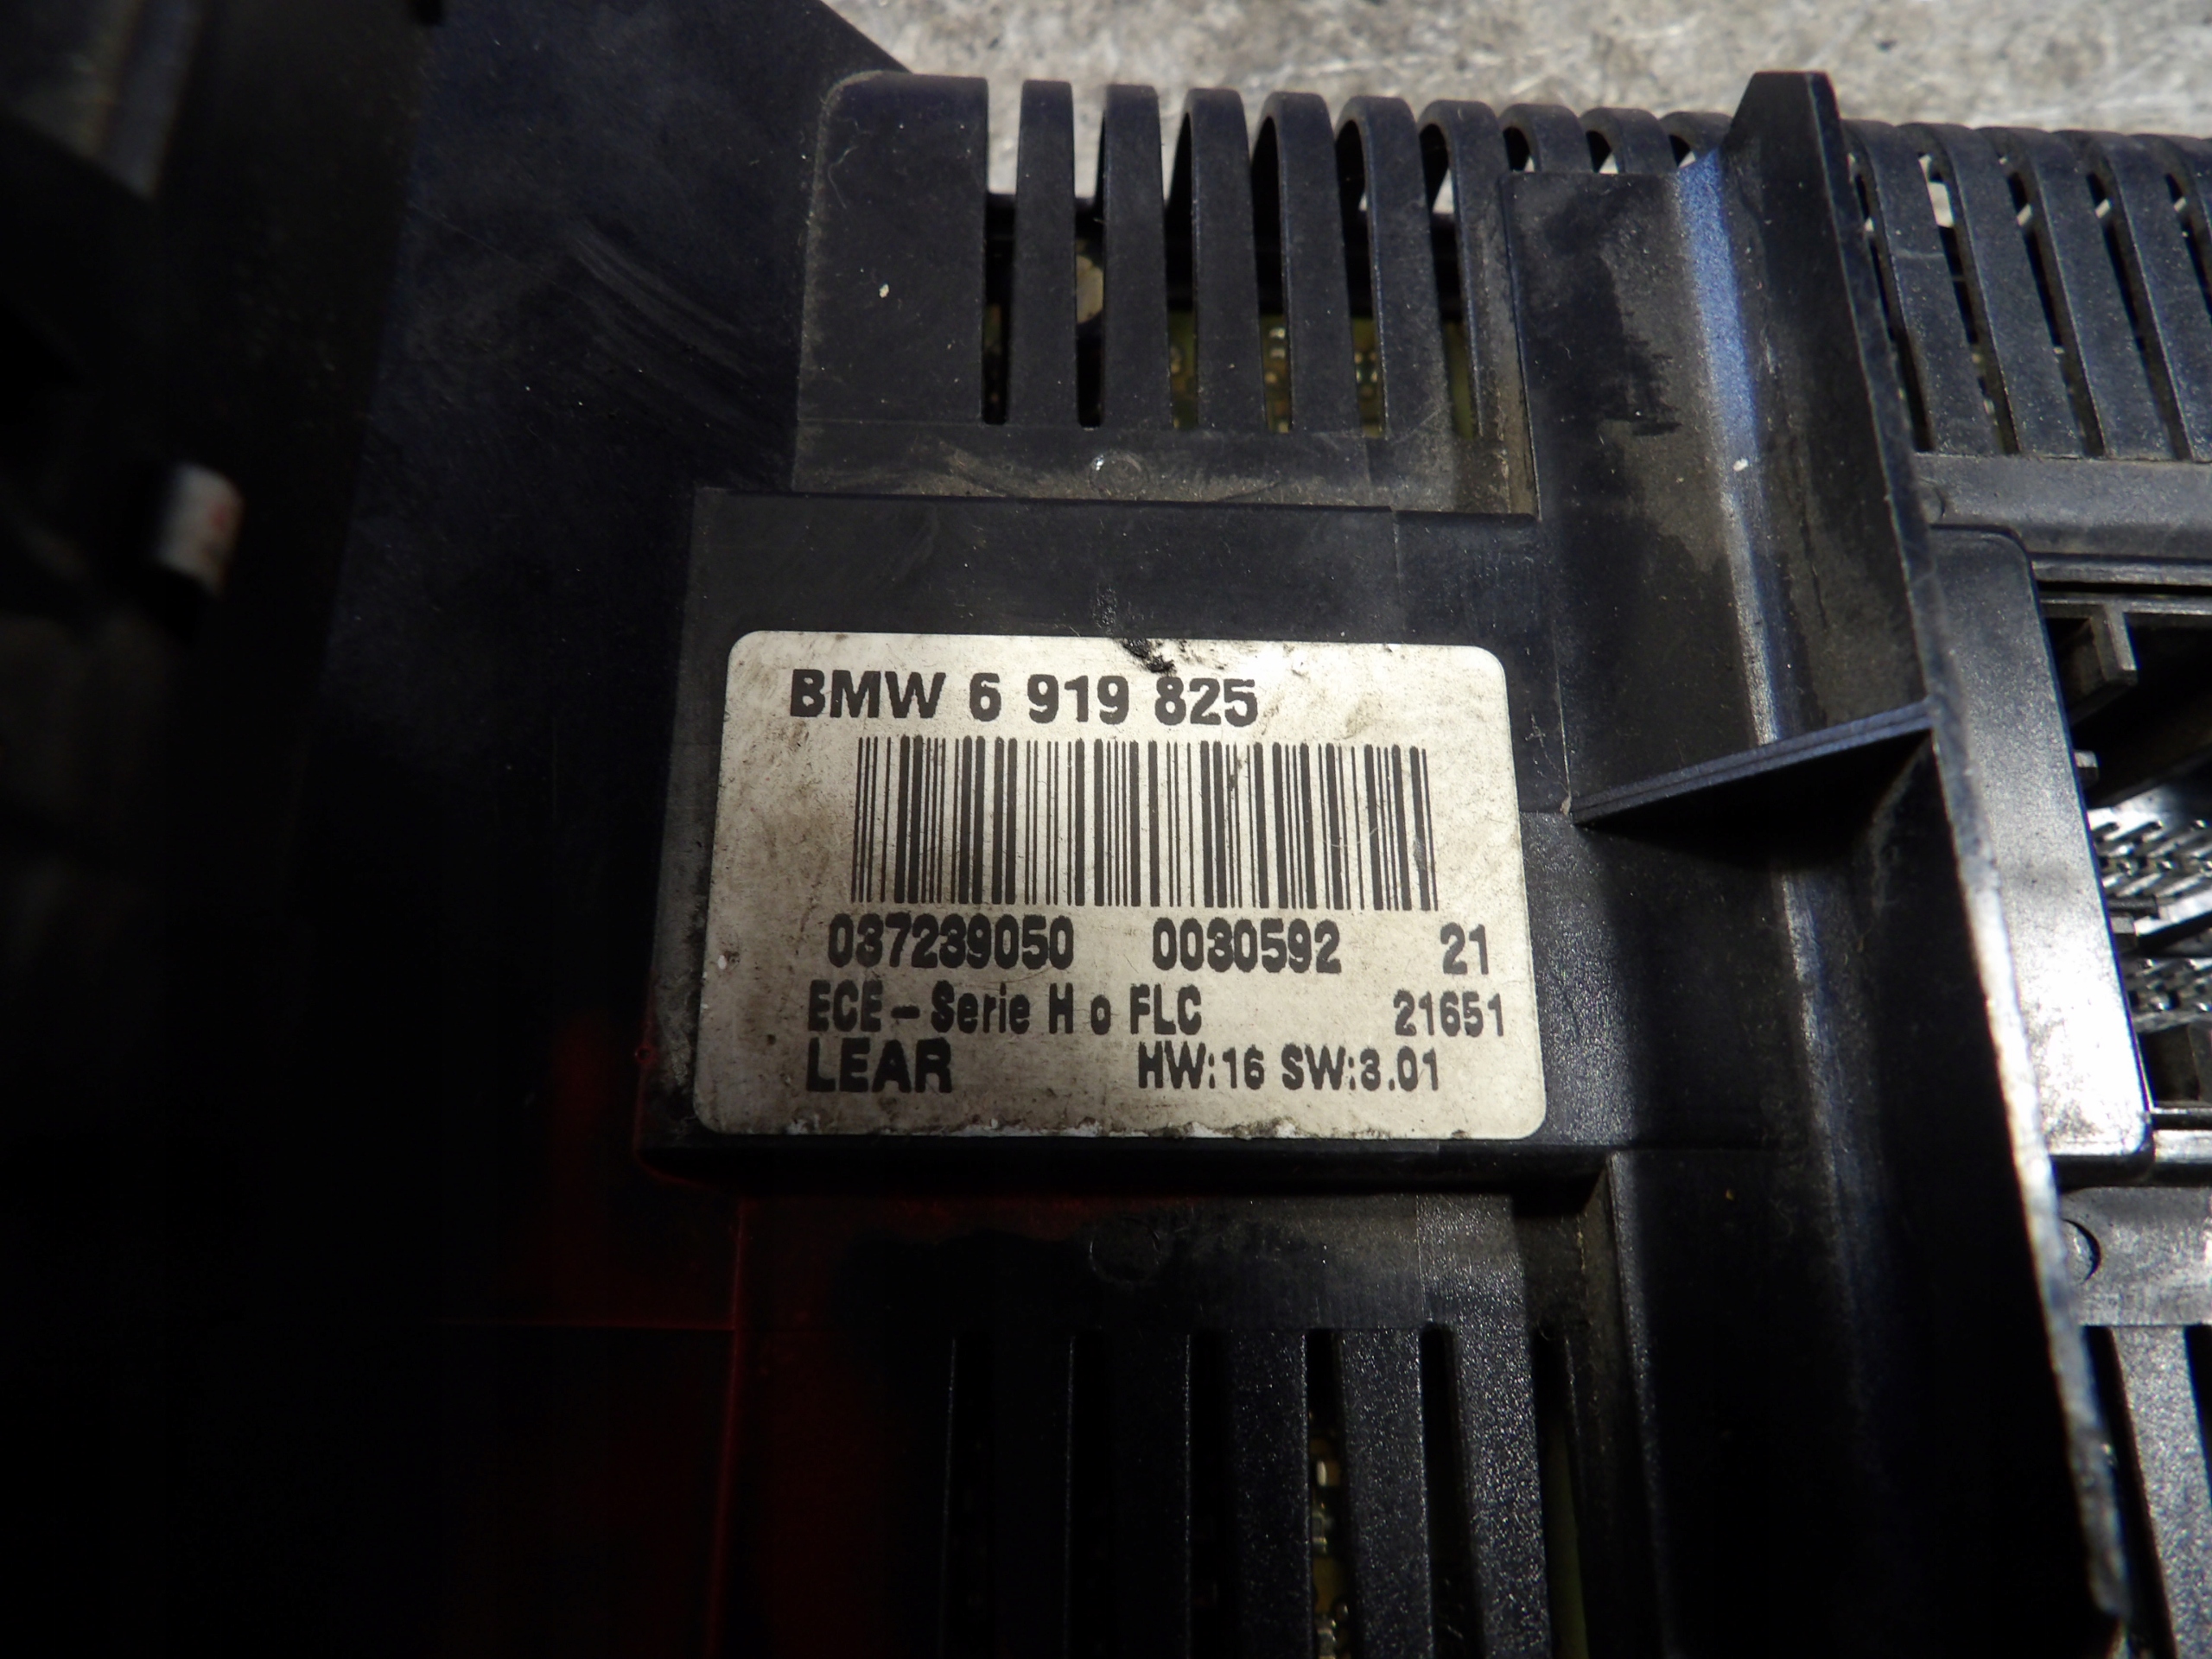 BMW 6 919 825
037239050 0030592 21
ECE - Serie H o FLC 21651
LEAR HW:16 SW:3.01